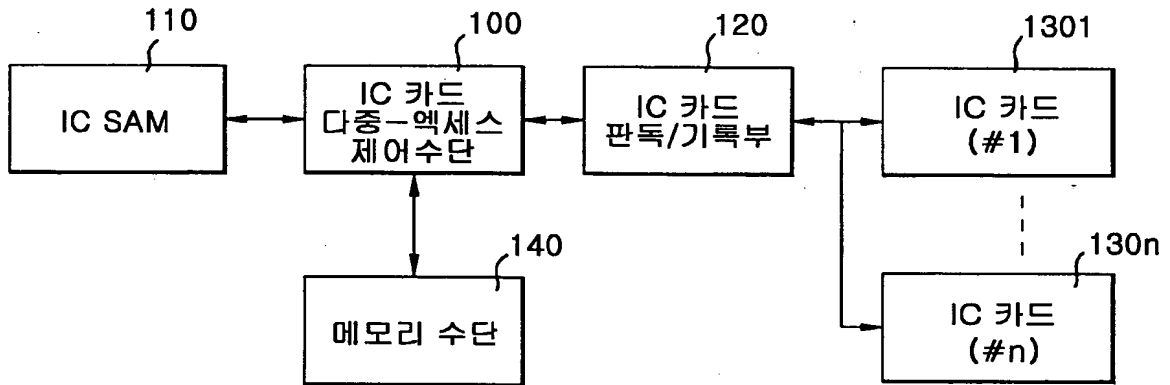 110
100
120
1301
IC SAM
IC 카드
다중-엑세스
제어수단
IC 카드
판독/기록부
IC 카드
(#1)
140
130n
메모리 수단
IC 카드
(#n)